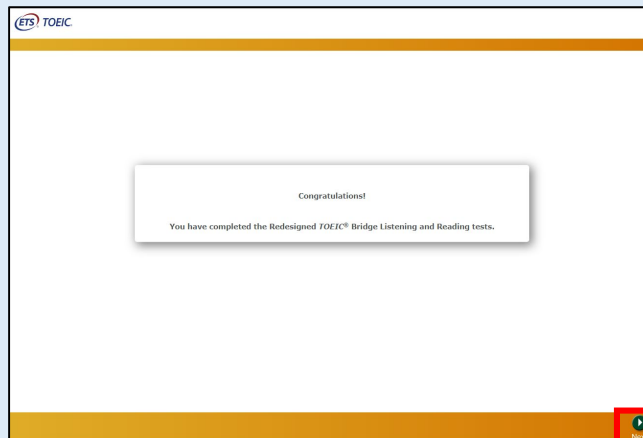 ETS TOEIC.
Congratulations!
You have completed the Redesigned TOEIC® Bridge Listening and Reading tests.